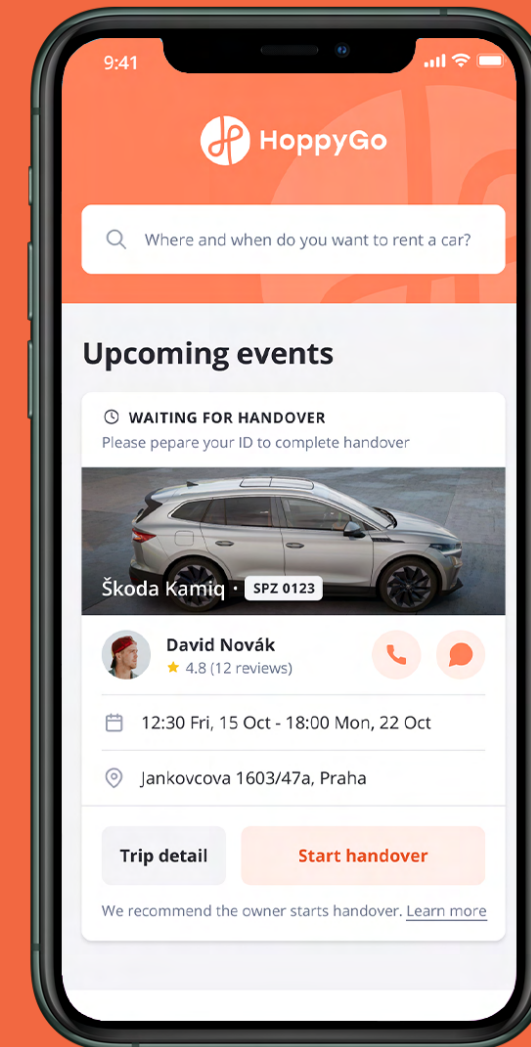 9:41
HoppyGo
Where and when do you want to rent a car?
Upcoming events
WAITING FOR HANDOVER
Please pepare your ID to complete handover
Škoda Kamiq · SPZ 0123
David Novák
4.8 (12 reviews)
12:30 Fri, 15 Oct - 18:00 Mon, 22 Oct
Jankovcova 1603/47a, Praha
Trip detail Start handover
We recommend the owner starts handover. Learn more